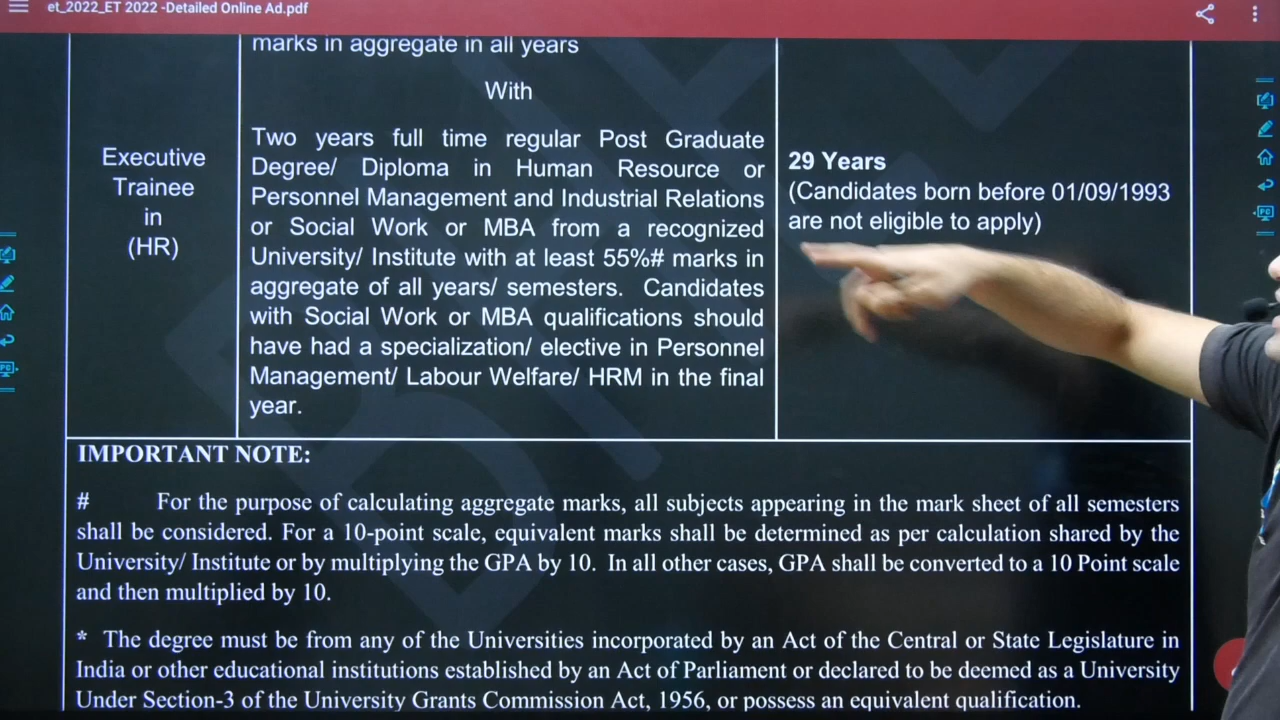 et_2022_ET 2022 -Detailed Online Ad.pdf
marks in aggregate in all years
With
Executive
Trainee
in
(HR)
Two years full time regular Post Graduate
Degree/ Diploma in Human Resource or
Personnel Management and Industrial Relations
or Social Work or MBA from a recognized
University/ Institute with at least 55%# marks in
aggregate of all years/ semesters. Candidates
with Social Work or MBA qualifications should
have had a specialization/ elective in Personnel
Management/ Labour Welfare/ HRM in the final
year.
29 Years
(Candidates born before 01/09/1993
are not eligible to apply)
IMPORTANT NOTE:
# For the purpose of calculating aggregate marks, all subjects appearing in the mark sheet of all semesters
shall be considered. For a 10-point scale, equivalent marks shall be determined as per calculation shared by the
University/ Institute or by multiplying the GPA by 10. In all other cases, GPA shall be converted to a 10 Point scale
and then multiplied by 10.
* The degree must be from any of the Universities incorporated by an Act of the Central or State Legislature in
India or other educational institutions established by an Act of Parliament or declared to be deemed as a University
Under Section-3 of the University Grants Commission Act, 1956, or possess an equivalent qualification.